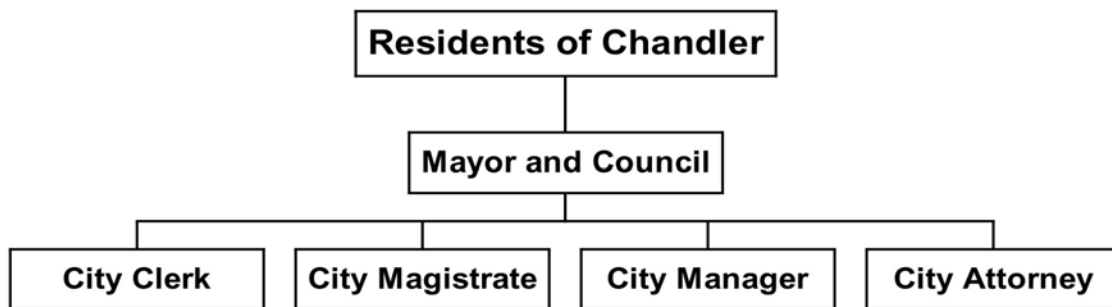 Residents of Chandler
Mayor and Council
City Clerk
City Magistrate
City Manager
City Attorney